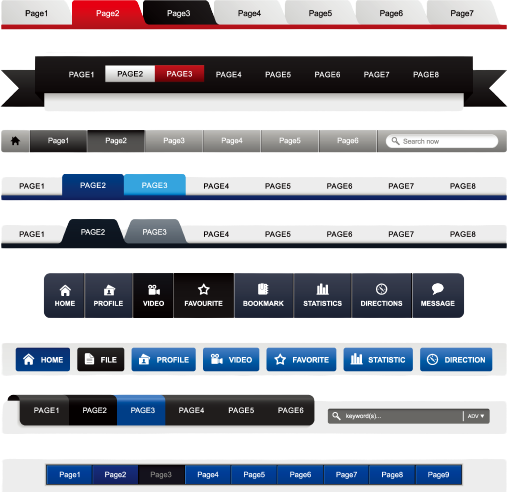 Page1 Page2 Page3 Page4 Page5 Page6 Page7
PAGE1 PAGE2 PAGE3 PAGE4 PAGE5 PAGE6 PAGE7 PAGE8
Page1 Page2 Page3 Page4 Page5 Page6 Search now
PAGE1 PAGE2 PAGE3 PAGE4 PAGE5 PAGE6 PAGE7 PAGE8
PAGE1 PAGE2 PAGE3 PAGE4 PAGE5 PAGE6 PAGE7 PAGE8
HOME PROFILE VIDEO FAVOURITE BOOKMARK STATISTICS DIRECTIONS MESSAGE
HOME FILE PROFILE VIDEO FAVORITE STATISTIC DIRECTION
PAGE1 PAGE2 PAGE3 PAGE4 PAGE5 PAGE6 keyword(s)... ADV ▼
Page1 Page2 Page3 Page4 Page5 Page6 Page7 Page8 Page9